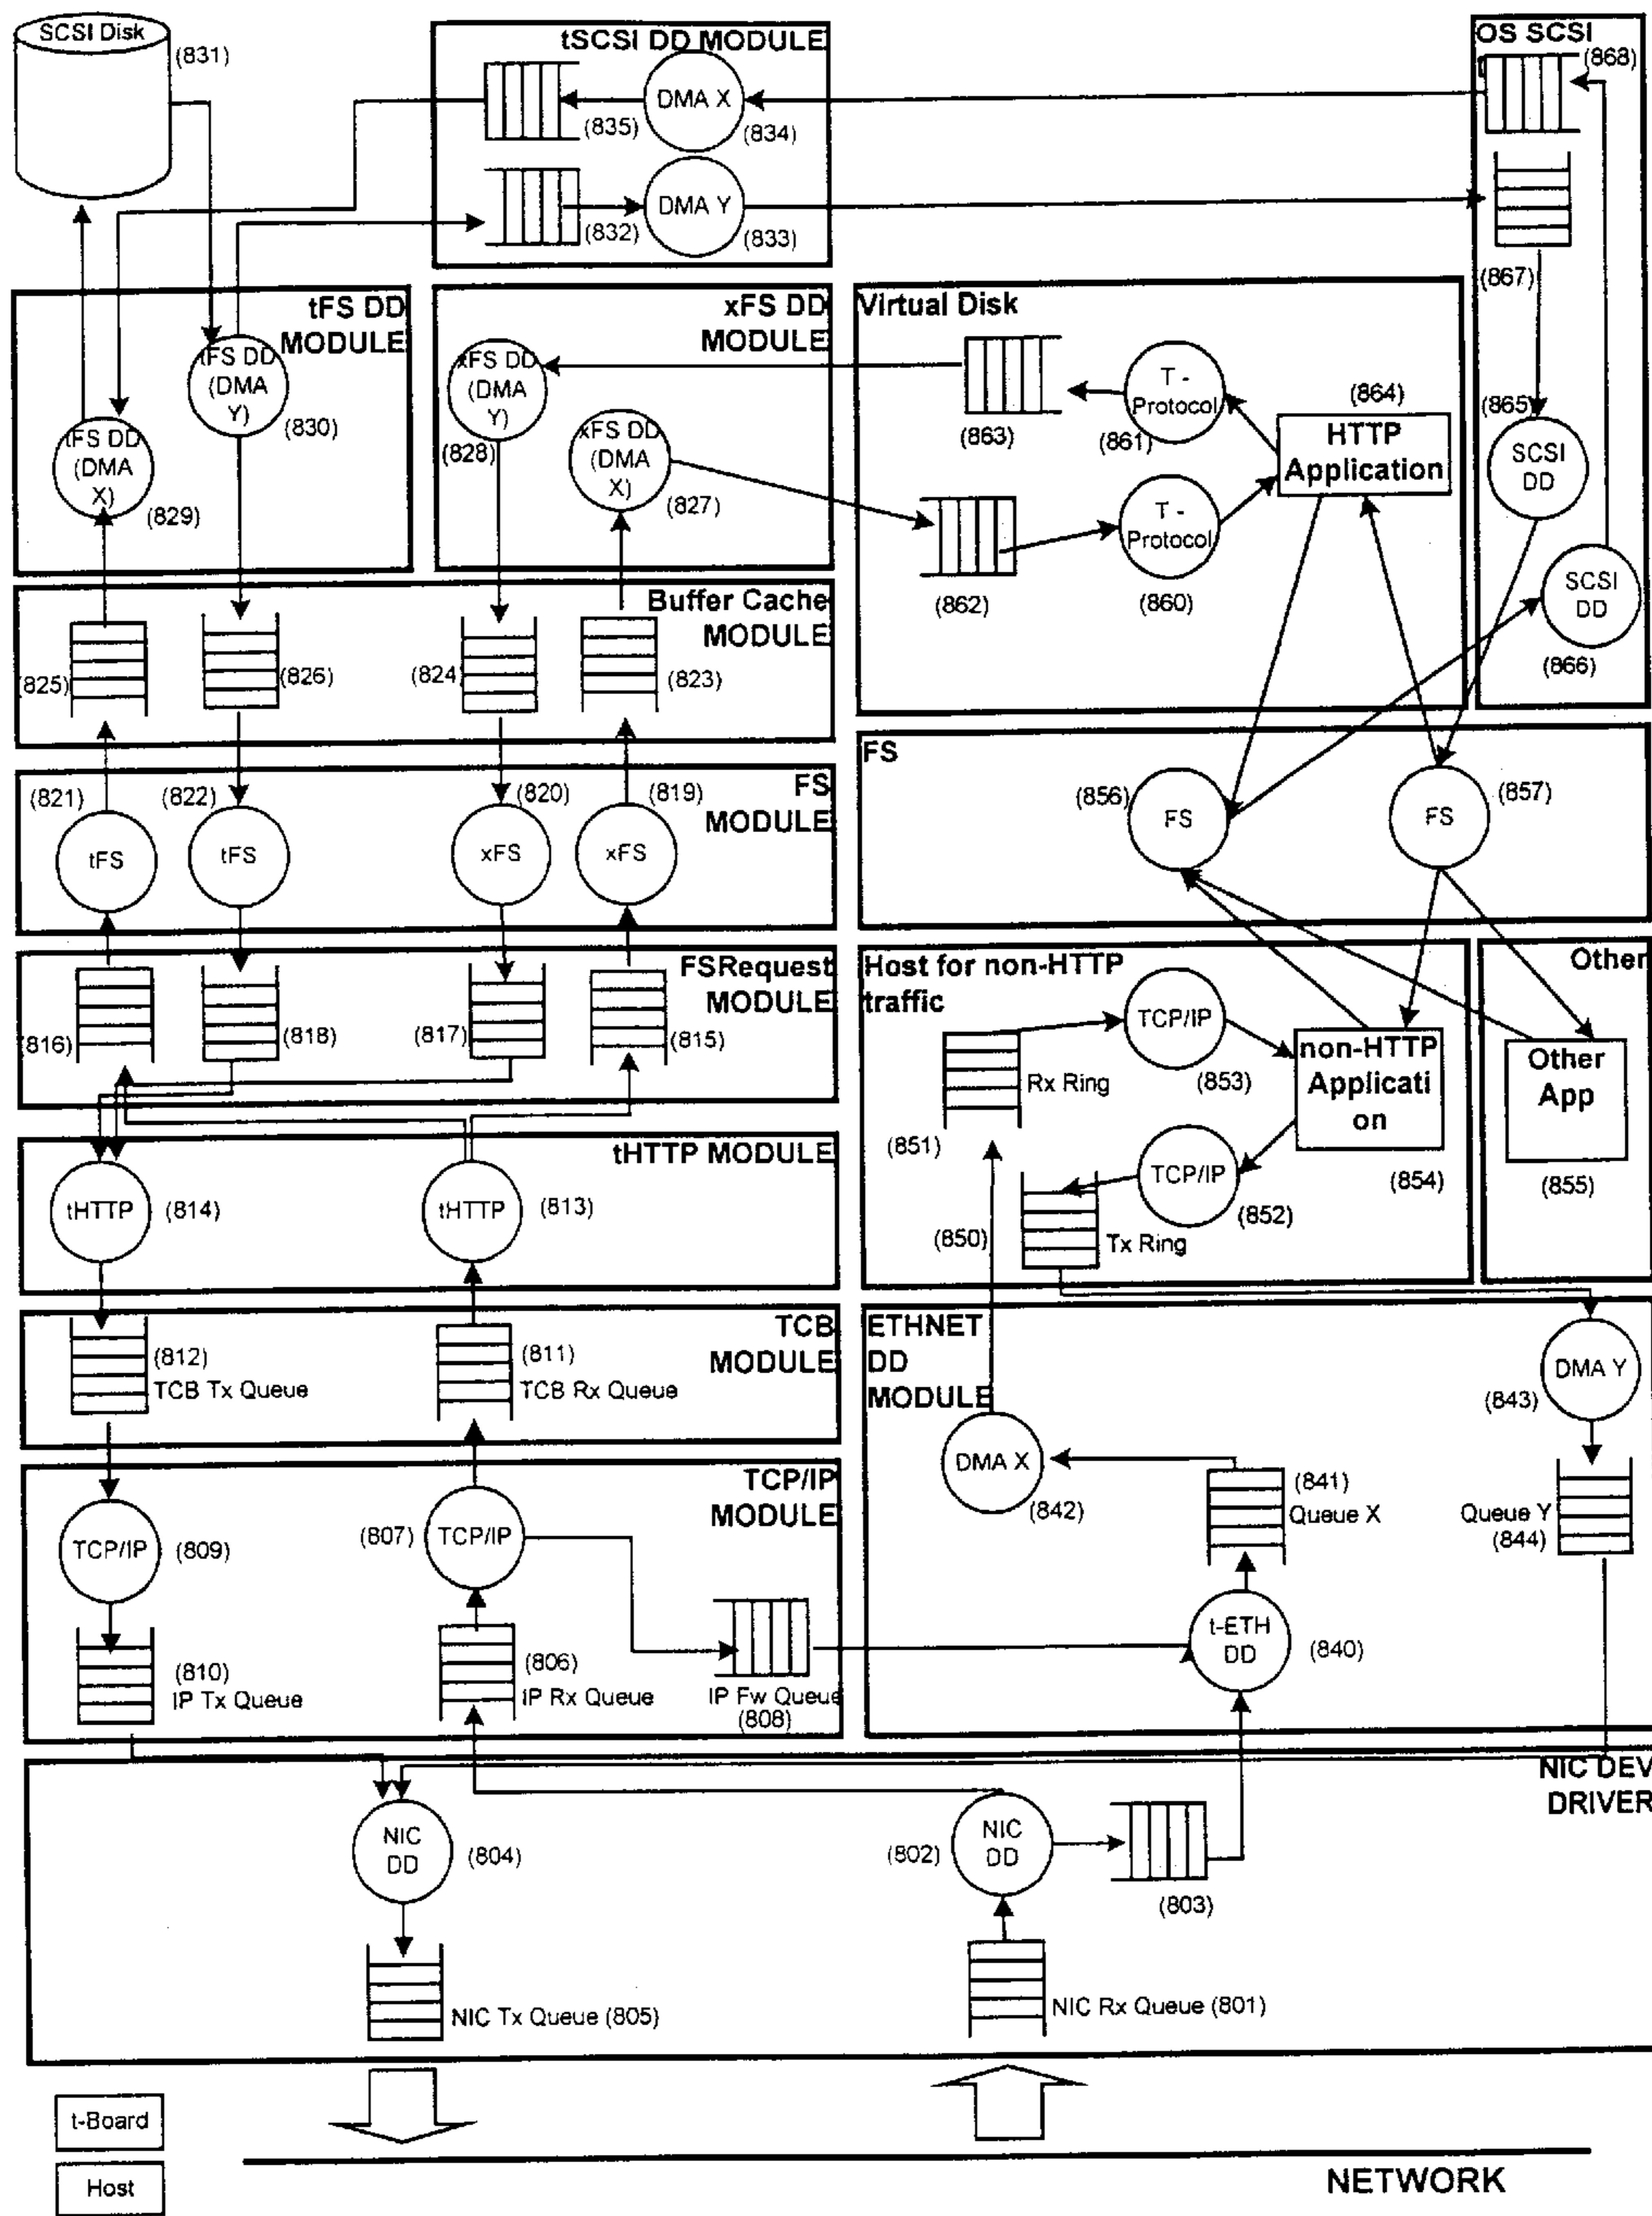 SCSI Disk
(831)
tSCSI DD MODULE
DMA X
(835)
(834)
DMA Y
(832)
(833)
OS SCSI
(868)
(867)
(865)
SCSI
DD
SCSI
DD
(866)
tFS DD
MODULE
tFS DD
(DMA
Y)
(830)
tFS DD
(DMA
X)
(829)
xFS DD
MODULE
xFS DD
(DMA
Y)
(828)
xFS DD
(DMA
X)
(827)
Virtual Disk
(863)
T -
Protocol
(861)
(864)
HTTP
Application
(862)
T -
Protocol
(860)
Buffer Cache
MODULE
(825)
(826)
(824)
(823)
FS
MODULE
(821)
(822)
(820)
(819)
tFS
tFS
xFS
xFS
FS
(856)
FS
FS
(857)
FSRequest
MODULE
(816)
(818)
(817)
(815)
Host for non-HTTP
traffic
TCP/IP
(853)
Rx Ring
(851)
non-HTTP
Applicati
on
(854)
TCP/IP
(852)
(850)
Tx Ring
Other
Other
App
(855)
tHTTP MODULE
tHTTP
(814)
tHTTP
(813)
TCB
MODULE
(812)
TCB Tx Queue
(811)
TCB Rx Queue
ETHNET
DD
MODULE
DMA Y
(843)
DMA X
(842)
(841)
Queue X
Queue Y
(844)
t-ETH
DD
(840)
TCP/IP
MODULE
TCP/IP
(809)
(807)
TCP/IP
(810)
IP Tx Queue
(806)
IP Rx Queue
IP Fw Queue
(808)
NIC DEV
DRIVER
NIC
DD
(804)
(802)
NIC
DD
(803)
NIC Tx Queue (805)
NIC Rx Queue (801)
t-Board
Host
NETWORK